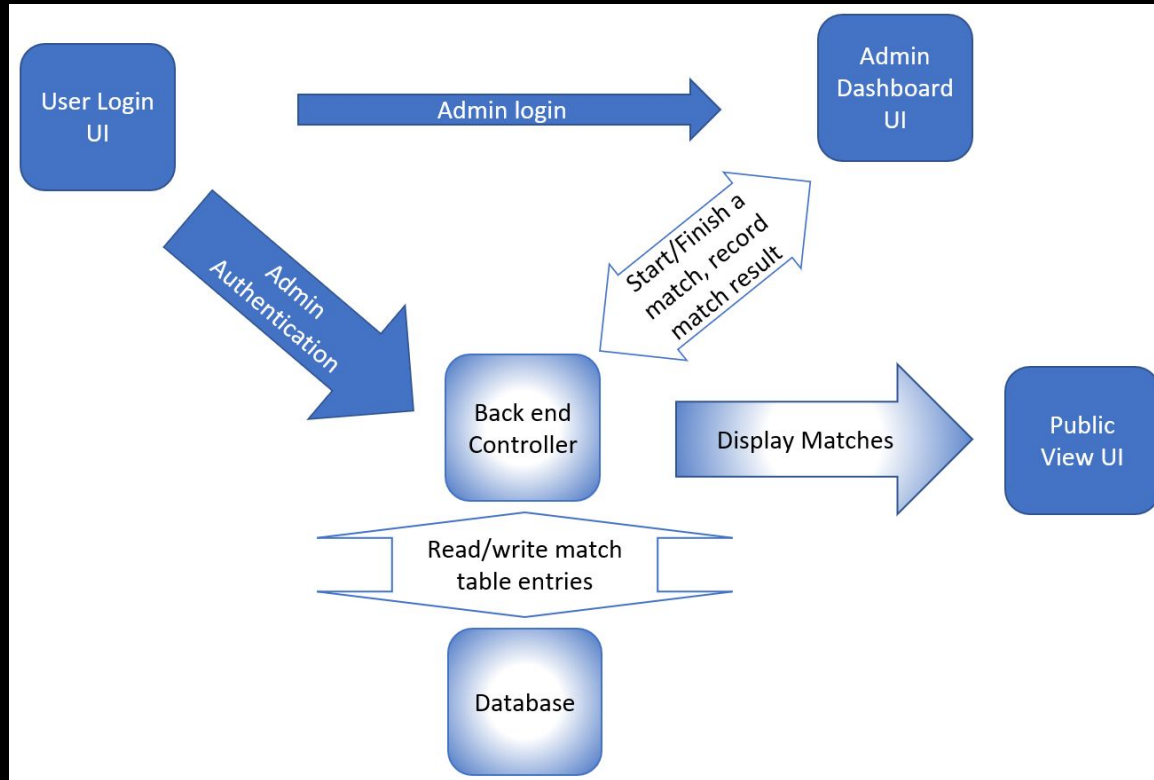 User Login
UI
Admin login
Admin
Dashboard
UI
Admin
Authentication
Start/Finish a
match, record
match result
Back end
Controller
Display Matches
Public
View UI
Read/write match
table entries
Database